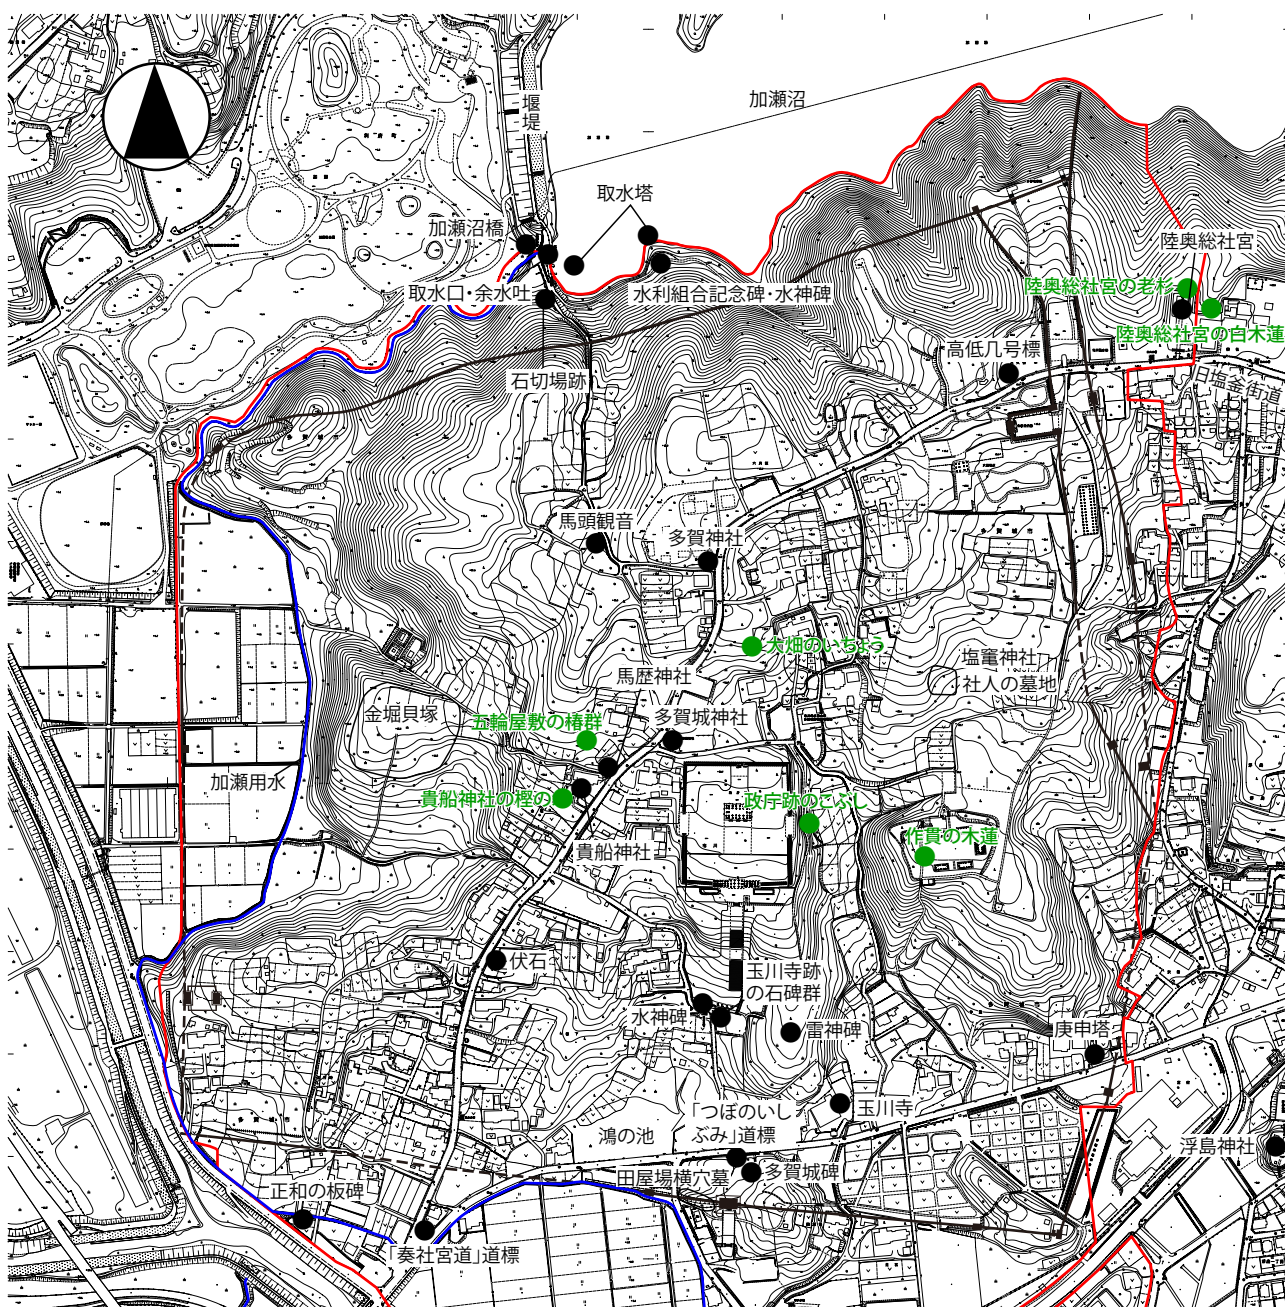 加瀬沼
堰
堤
取水塔
加瀬沼橋
陸奥総社宮
陸奥総社宮の老杉
取水口・余水吐
水利組合記念碑・水神碑
陸奥総社宮の白木蓮
高低几号標
石切場跡
旧塩釜街道
馬頭観音
多賀神社
大畑のいちょう
塩竈神社
社人の墓地
馬歴神社
金堀貝塚
五輪屋敷の椿群
多賀城神社
加瀬用水
貴船神社の樫の
政庁跡のこぶし
作貫の木蓮
貴船神社
伏石
玉川寺跡
の石碑群
水神碑
雷神碑
庚申塔
「つぼのいし
ぶみ」道標
玉川寺
鴻の池
浮島神社
田屋場横穴墓
多賀城碑
正和の板碑
「奏社宮道」道標